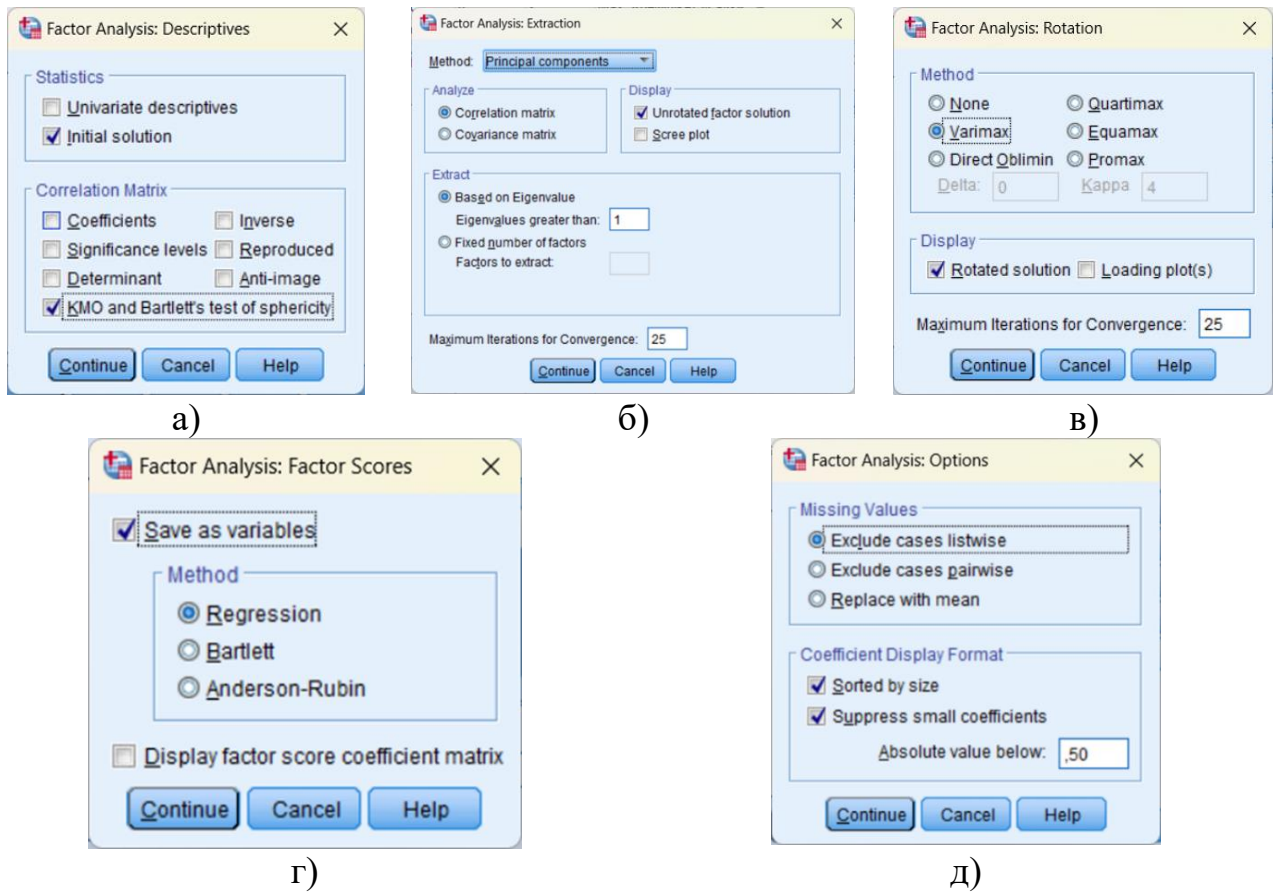 Factor Analysis: Descriptives
Statistics
Univariate descriptives
Initial solution
Correlation Matrix
Coefficients Inverse
Significance levels Reproduced
Determinant Anti-image
KMO and Bartlett's test of sphericity
Continue Cancel Help
а)
Factor Analysis: Extraction
Method: Principal components
Analyze
Correlation matrix
Covariance matrix
Display
Unrotated factor solution
Scree plot
Extract
Based on Eigenvalue
Eigenvalues greater than: 1
Fixed number of factors
Factors to extract:
Maximum Iterations for Convergence: 25
Continue Cancel Help
б)
Factor Analysis: Rotation
Method
None Quartimax
Varimax Equamax
Direct Oblimin Promax
Delta: 0 Kappa 4
Display
Rotated solution Loading plot(s)
Maximum Iterations for Convergence: 25
Continue Cancel Help
в)
Factor Analysis: Factor Scores
Save as variables
Method
Regression
Bartlett
Anderson-Rubin
Display factor score coefficient matrix
Continue Cancel Help
г)
Factor Analysis: Options
Missing Values
Exclude cases listwise
Exclude cases pairwise
Replace with mean
Coefficient Display Format
Sorted by size
Suppress small coefficients
Absolute value below: ,50
Continue Cancel Help
д)